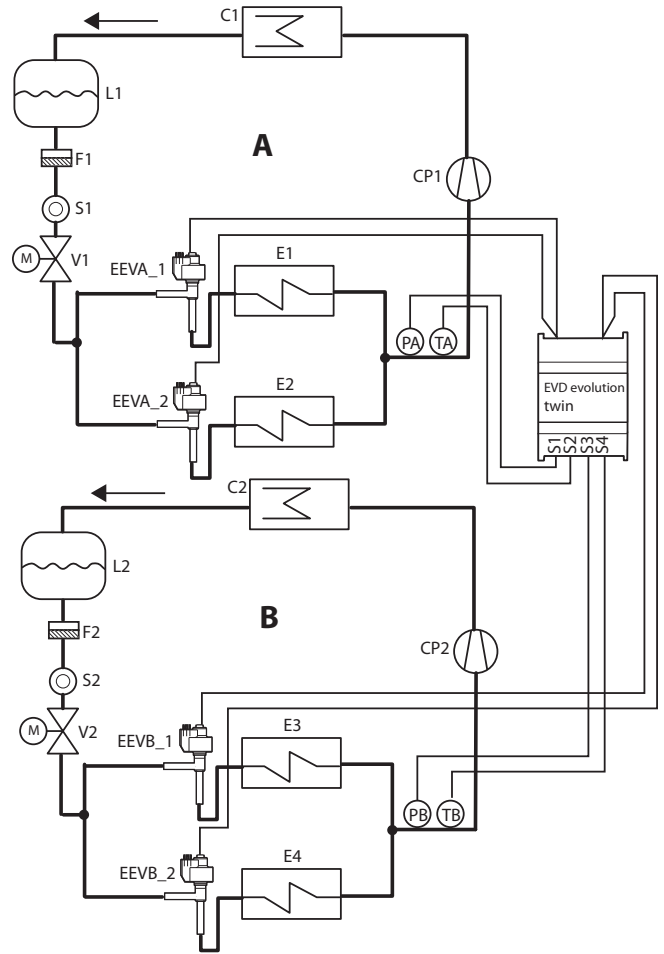 C1
L1
A
F1
CP1
S1
M
V1
EEVA_1
E1
PA
TA
EVD evolution
twin
EEVA_2
E2
S1
S2
S3
S4
C2
L2
B
F2
CP2
S2
M
V2
EEVB_1
E3
PB
TB
EEVB_2
E4